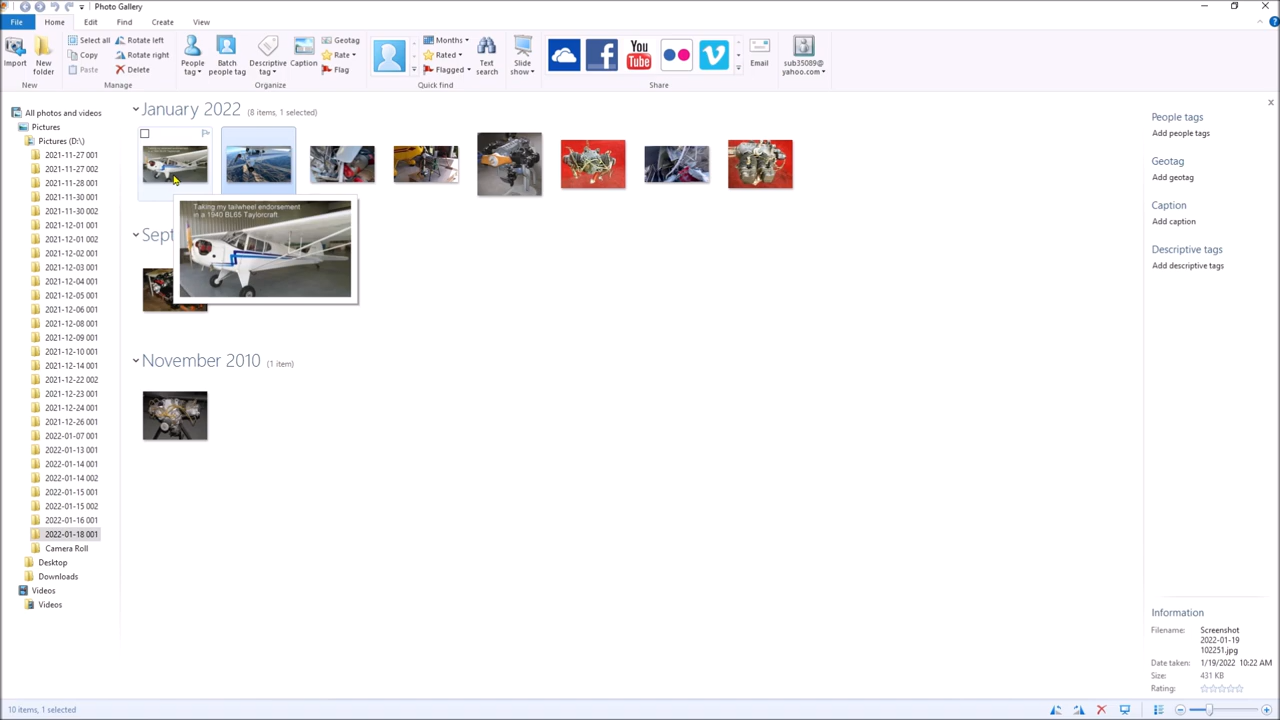 Photo Gallery
File
Home
Edit
Find
Create
View
Import
New folder
Select all
Copy
Paste
Rotate left
Rotate right
Delete
People tag
Batch people tag
Descriptive tag
Caption
Geotag
Rate
Flag
Months
Rated
Flagged
Text search
Slide show
You Tube
Email
sub35089@yahoo.com
New
Manage
Organize
Quick find
Share
All photos and videos
Pictures
Pictures (D:\)
2021-11-27 001
2021-11-27 002
2021-11-28 001
2021-11-30 001
2021-11-30 002
2021-12-01 001
2021-12-01 002
2021-12-02 001
2021-12-03 001
2021-12-04 001
2021-12-05 001
2021-12-06 001
2021-12-08 001
2021-12-09 001
2021-12-10 001
2021-12-14 001
2021-12-22 002
2021-12-23 001
2021-12-24 001
2021-12-26 001
2022-01-07 001
2022-01-13 001
2022-01-14 001
2022-01-14 002
2022-01-15 001
2022-01-15 002
2022-01-16 001
2022-01-18 001
Camera Roll
Desktop
Downloads
Videos
Videos
January 2022 (8 items, 1 selected)
Taking my tailwheel endorsement
in a 1940 BL65 Taylorcraft
Sept
November 2010 (1 item)
People tags
Add people tags
Geotag
Add geotag
Caption
Add caption
Descriptive tags
Add descriptive tags
Information
Filename: Screenshot
2022-01-19
102251.jpg
Date taken: 1/19/2022 10:22 AM
Size: 431 KB
Rating:
10 items, 1 selected